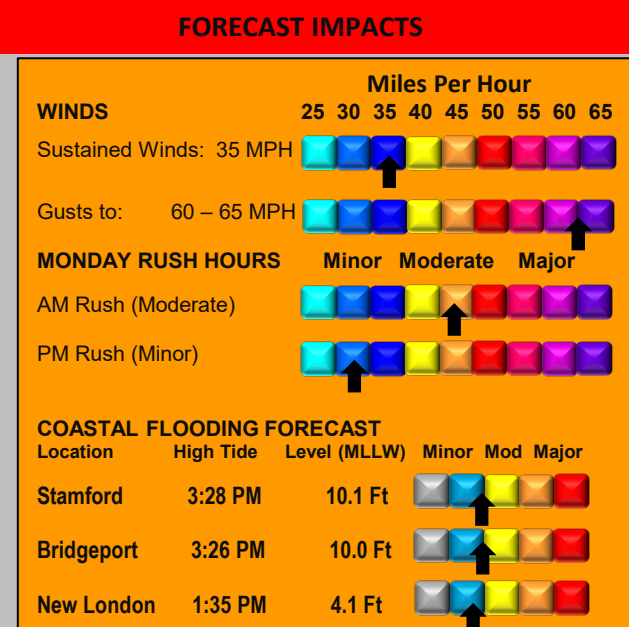 FORECAST IMPACTS
Miles Per Hour
WINDS 25 30 35 40 45 50 55 60 65
Sustained Winds: 35 MPH
Gusts to: 60 – 65 MPH
MONDAY RUSH HOURS Minor Moderate Major
AM Rush (Moderate)
PM Rush (Minor)
COASTAL FLOODING FORECAST
Location High Tide Level (MLLW) Minor Mod Major
Stamford 3:28 PM 10.1 Ft
Bridgeport 3:26 PM 10.0 Ft
New London 1:35 PM 4.1 Ft